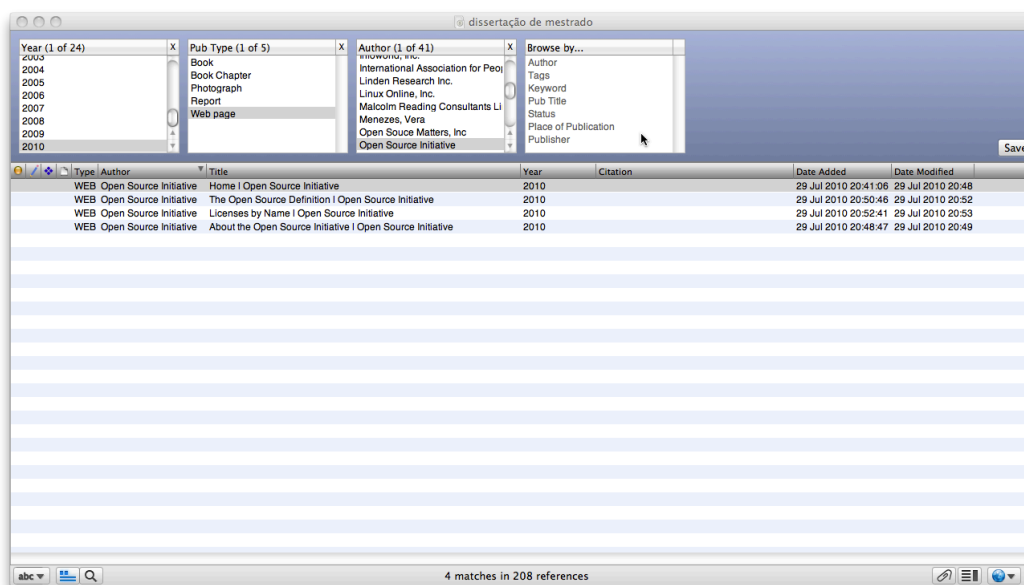 dissertação de mestrado
Year (1 of 24) X
2003
2004
2005
2006
2007
2008
2009
2010
Pub Type (1 of 5) X
Book
Book Chapter
Photograph
Report
Web page
Author (1 of 41) X
Infoworld, Inc.
International Association for Peop
Linden Research Inc.
Linux Online, Inc.
Malcolm Reading Consultants Li
Menezes, Vera
Open Souce Matters, Inc
Open Source Initiative
Browse by...
Author
Tags
Keyword
Pub Title
Status
Place of Publication
Publisher
Save
Type Author Title Year Citation Date Added Date Modified
WEB Open Source Initiative Home | Open Source Initiative 2010 29 Jul 2010 20:41:06 29 Jul 2010 20:48
WEB Open Source Initiative The Open Source Definition | Open Source Initiative 2010 29 Jul 2010 20:50:46 29 Jul 2010 20:52
WEB Open Source Initiative Licenses by Name | Open Source Initiative 2010 29 Jul 2010 20:52:41 29 Jul 2010 20:53
WEB Open Source Initiative About the Open Source Initiative | Open Source Initiative 2010 29 Jul 2010 20:48:47 29 Jul 2010 20:49
abc 4 matches in 208 references